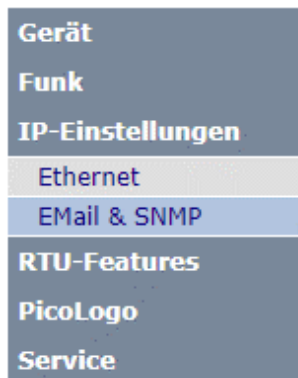 Gerät
Funk
IP-Einstellungen
Ethernet
EMail & SNMP
RTU-Features
PicoLogo
Service